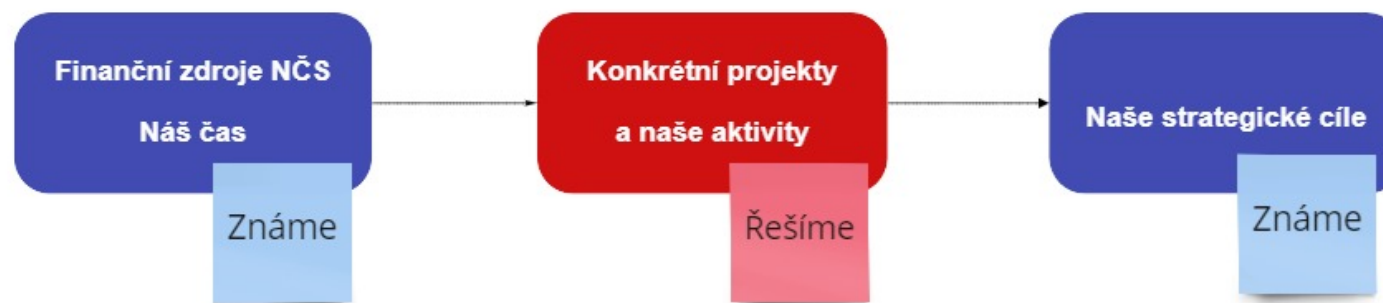 Finanční zdroje NČS
Náš čas
Známe
Konkrétní projekty
a naše aktivity
Řešíme
Naše strategické cíle
Známe